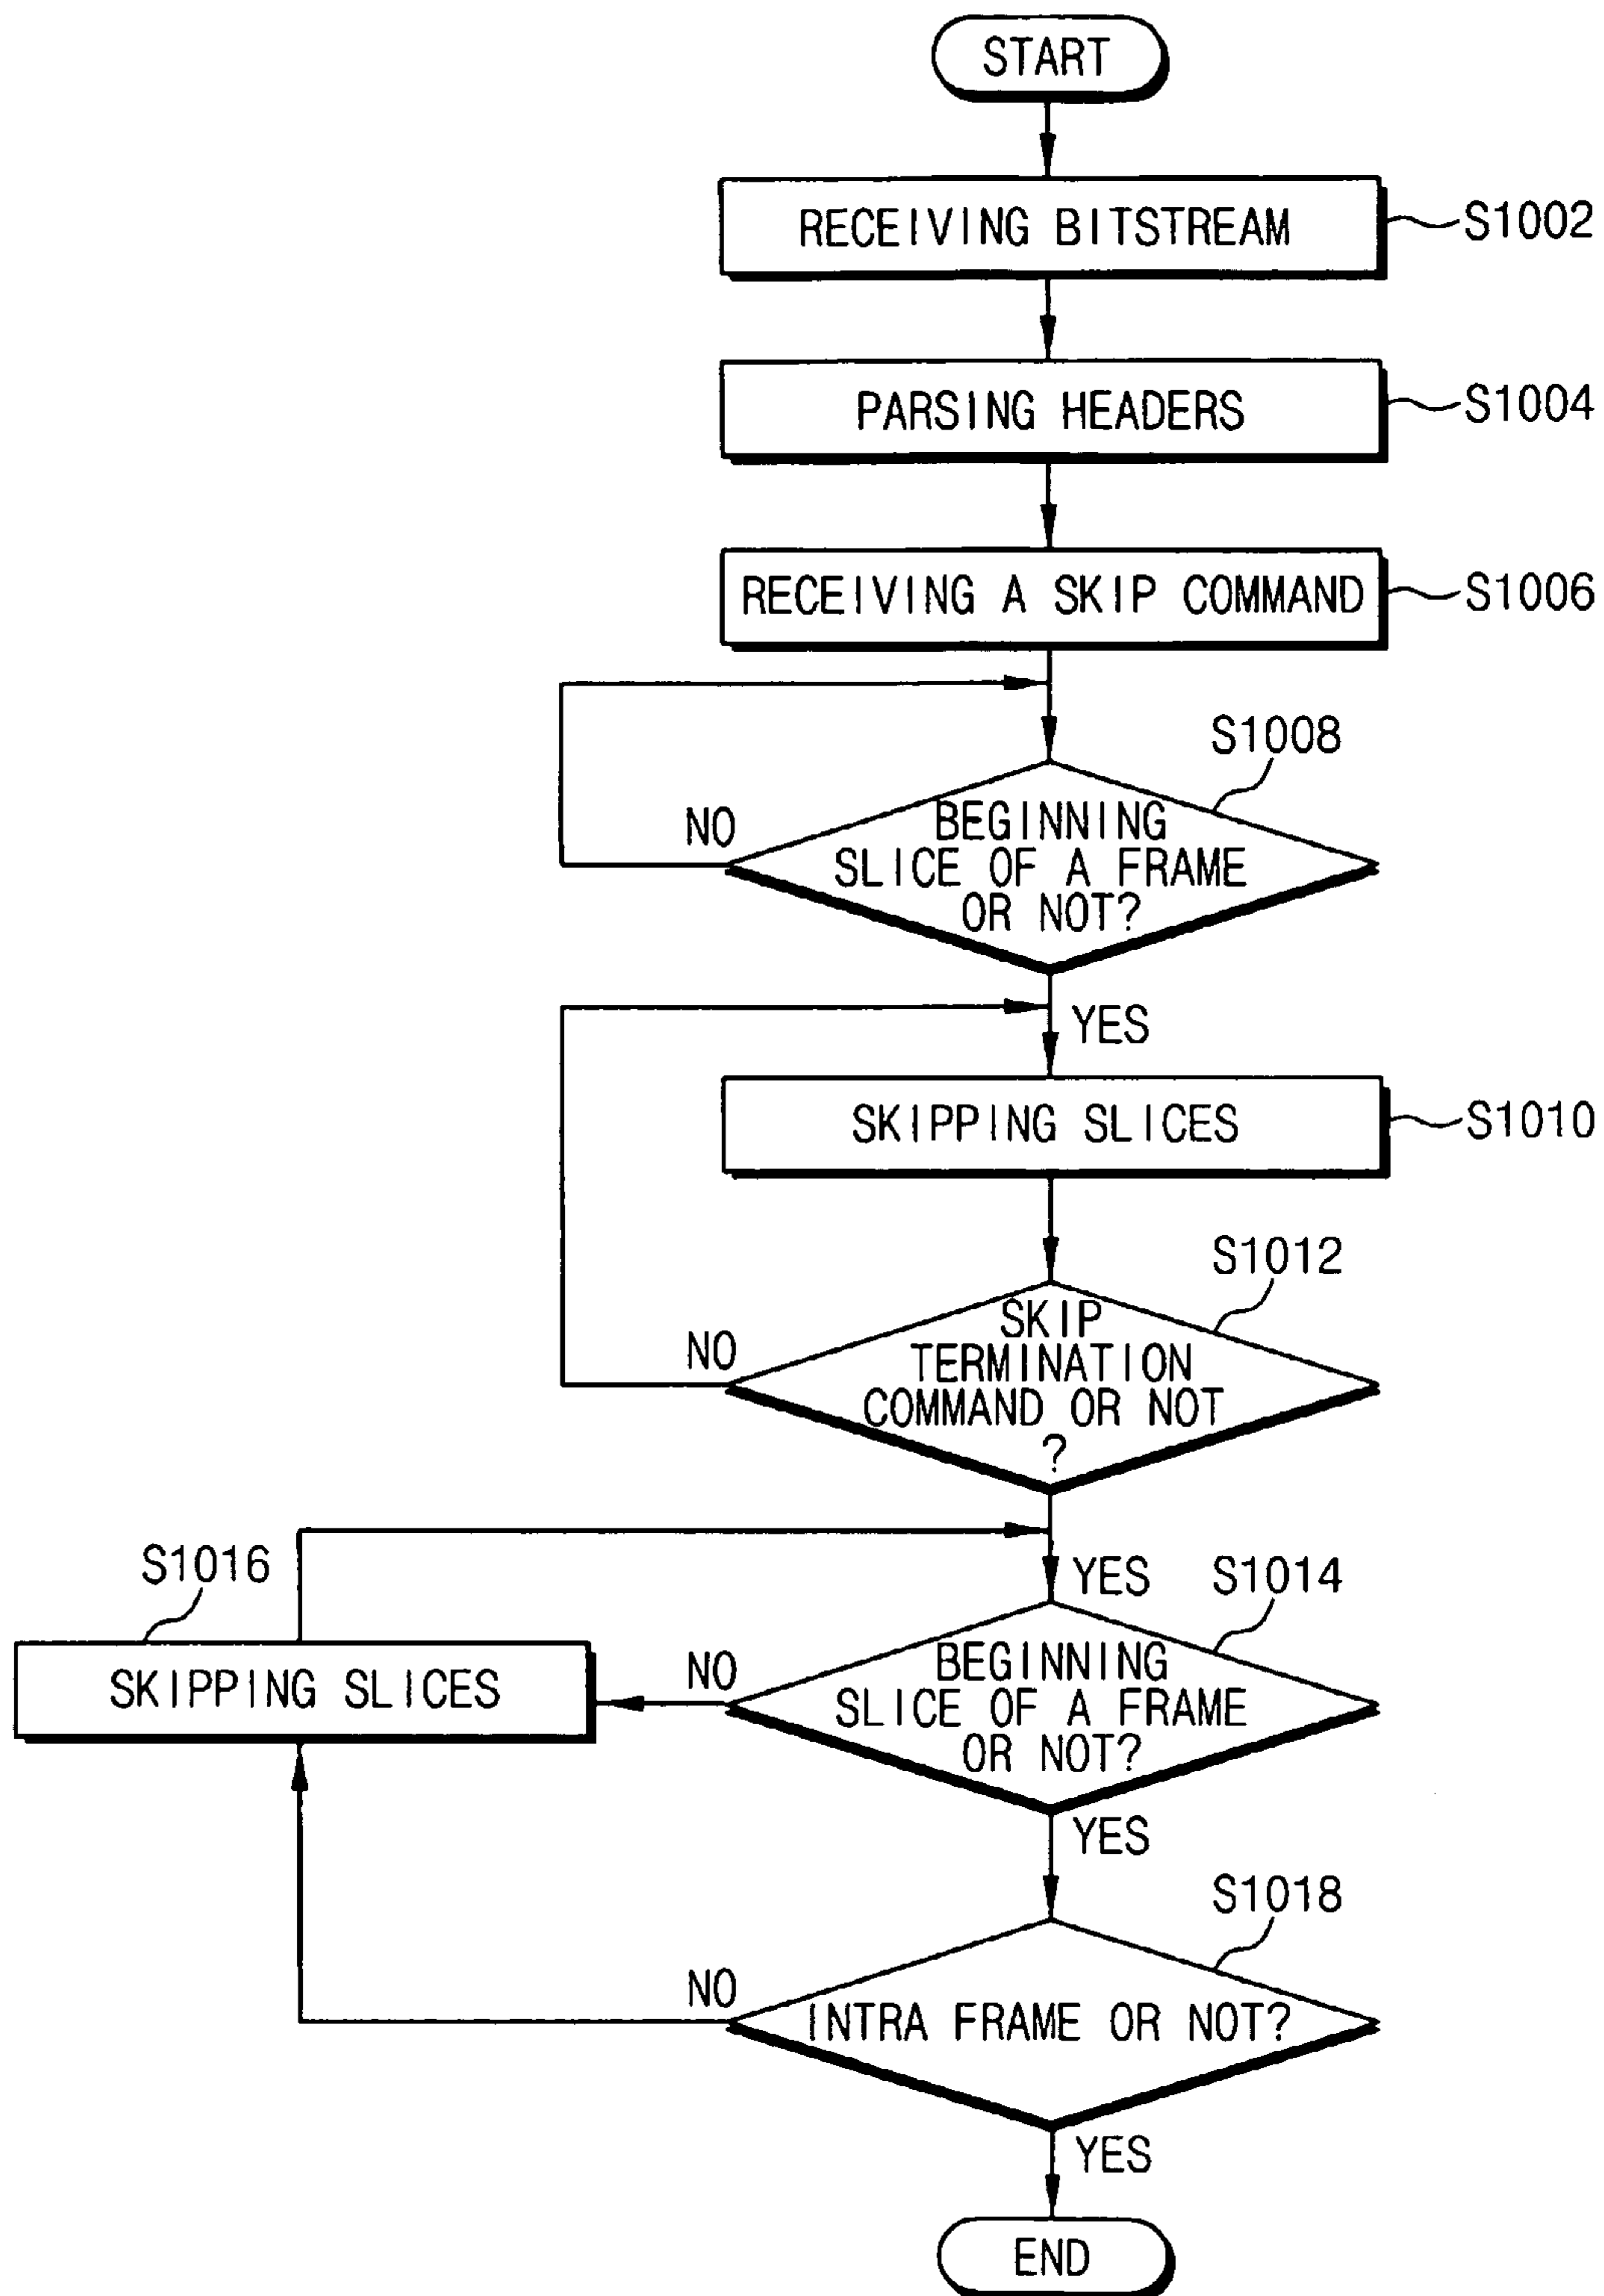 START
RECEIVING BITSTREAM
S1002
PARSING HEADERS
S1004
RECEIVING A SKIP COMMAND
S1006
S1008
NO
BEGINNING
SLICE OF A FRAME
OR NOT?
YES
SKIPPING SLICES
S1010
S1012
NO
SKIP
TERMINATION
COMMAND OR NOT
?
YES
S1014
S1016
SKIPPING SLICES
NO
BEGINNING
SLICE OF A FRAME
OR NOT?
YES
S1018
NO
INTRA FRAME OR NOT?
YES
END